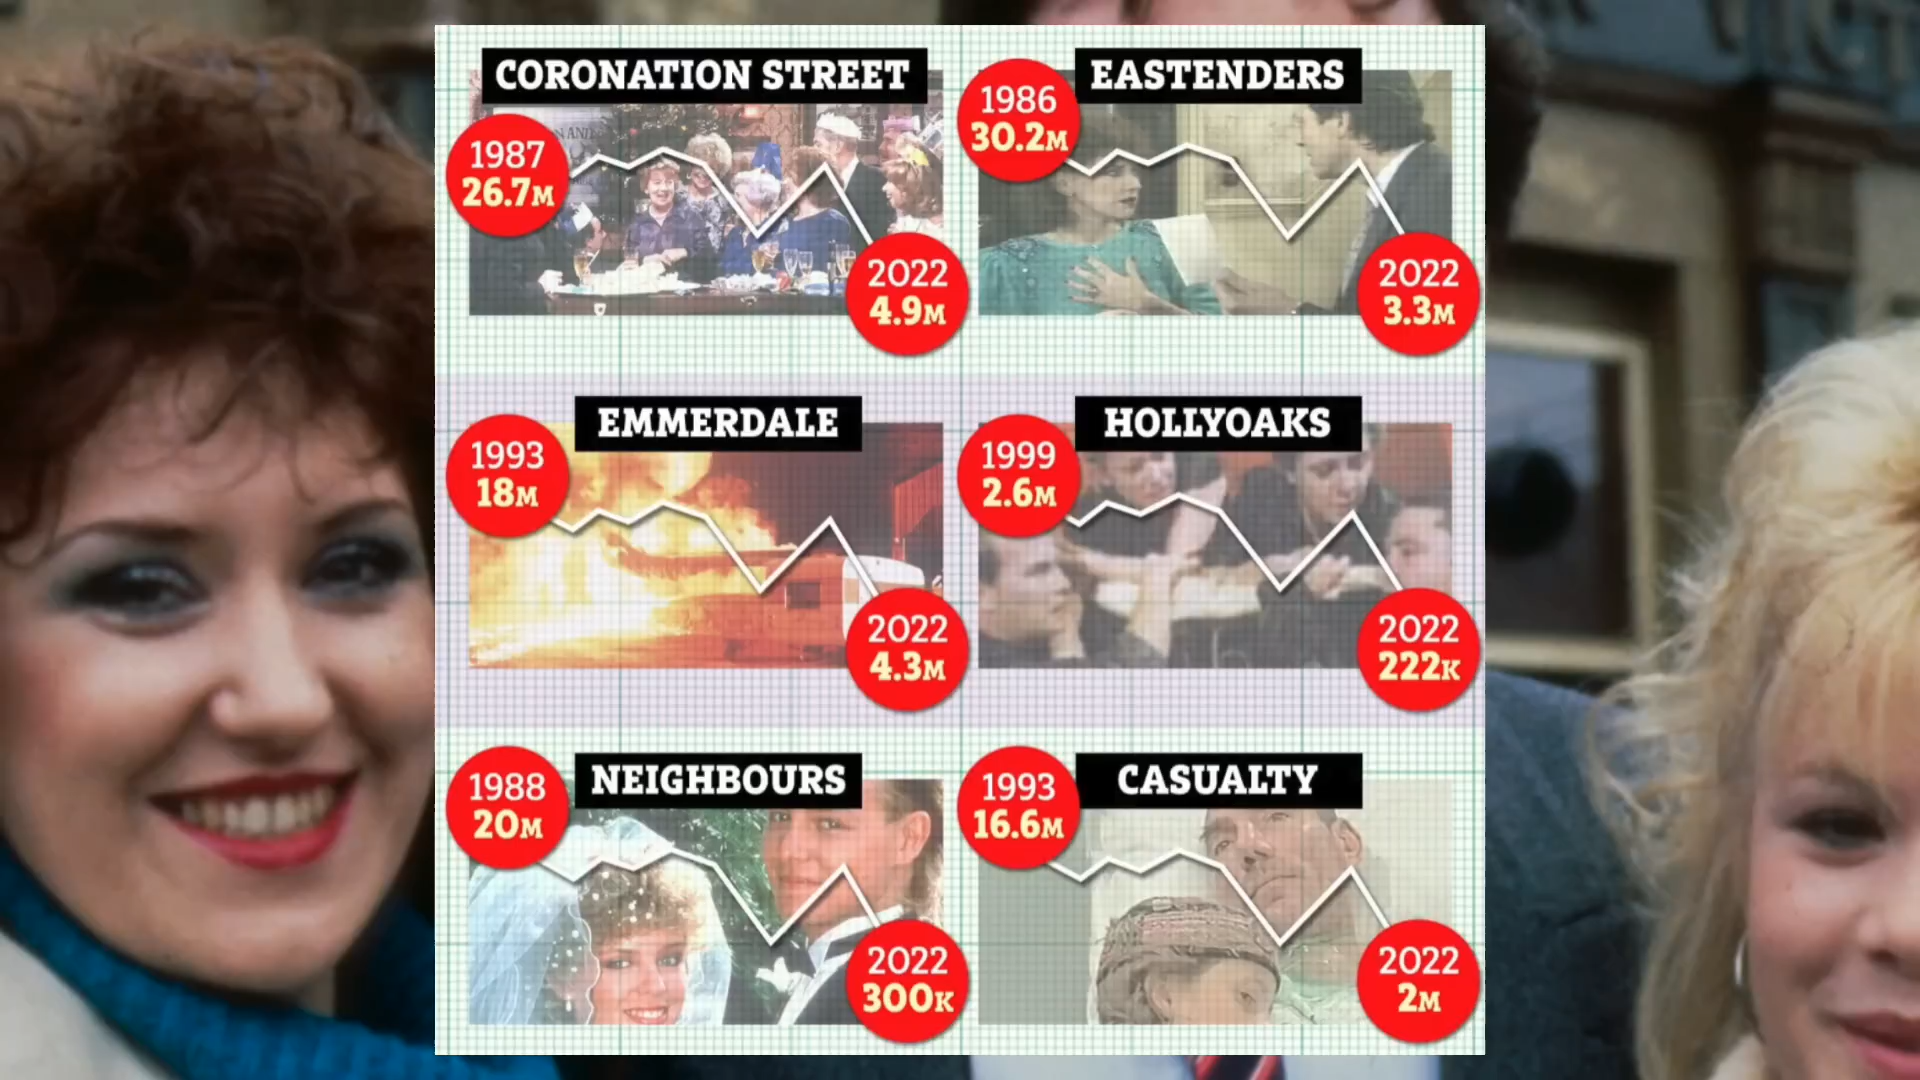 CORONATION STREET
1987
26.7M
2022
4.9M
EASTENDERS
1986
30.2M
2022
3.3M
EMMERDALE
1993
18M
2022
4.3M
HOLLYOAKS
1999
2.6M
2022
222K
NEIGHBOURS
1988
20M
2022
300K
CASUALTY
1993
16.6M
2022
2M